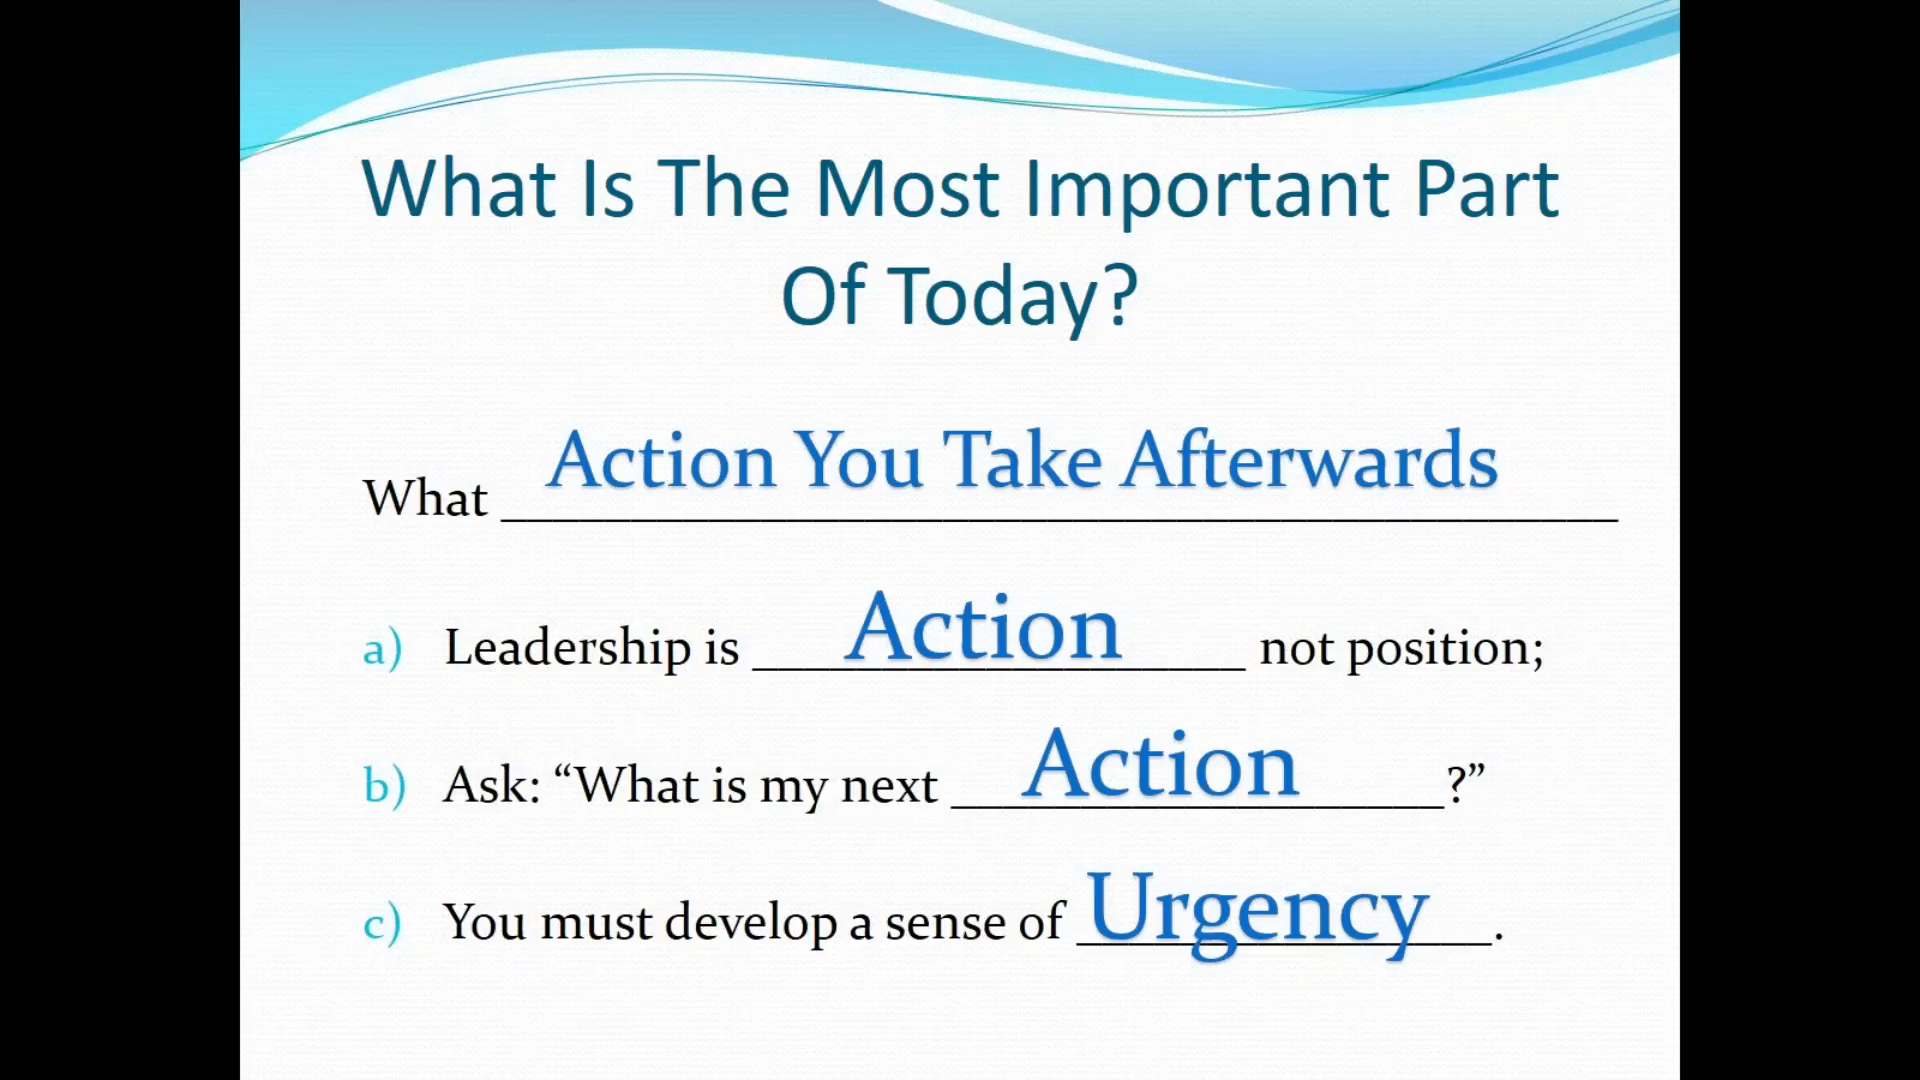 What Is The Most Important Part
Of Today?
What Action You Take Afterwards
a) Leadership is Action not position;
b) Ask: “What is my next Action?”
c) You must develop a sense of Urgency.